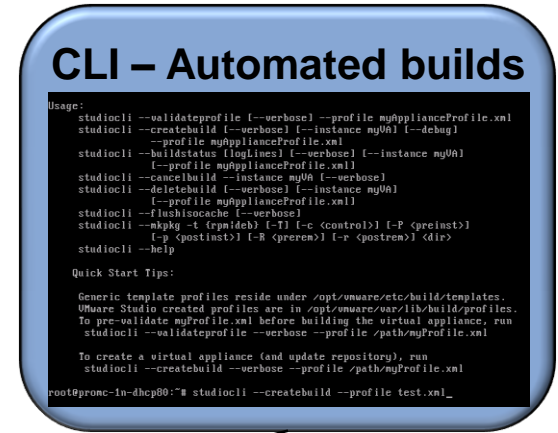 CLI – Automated builds
Usage:
studiocli --validateprofile [--verbose] --profile myApplianceProfile.xml
studiocli --createbuild [--verbose] [--instance myVA] [--debug]
--profile myApplianceProfile.xml
studiocli --buildstatus [logLines] [--verbose] [--instance myVA]
[--profile myApplianceProfile.xml]
studiocli --cancelbuild --instance myVA [--verbose]
studiocli --deletebuild [--verbose] [--instance myVA]
[--profile myApplianceProfile.xml]
studiocli --flushisocache [--verbose]
studiocli --mkpkg -t {rpm|deb} [-T] [-c <control>] [-P <preinst>]
[-p <postinst>] [-R <prerem>] [-r <postrem>] <dir>
studiocli --help
Quick Start Tips:
Generic template profiles reside under /opt/vmware/etc/build/templates.
VMware Studio created profiles are in /opt/vmware/var/lib/build/profiles.
To pre-validate myProfile.xml before building the virtual appliance, run
studiocli --validateprofile --verbose --profile /path/myProfile.xml
To create a virtual appliance (and update repository), run
studiocli --createbuild --verbose --profile /path/myProfile.xml
root@promc-1n-dhcp80:~# studiocli --createbuild --profile test.xml_